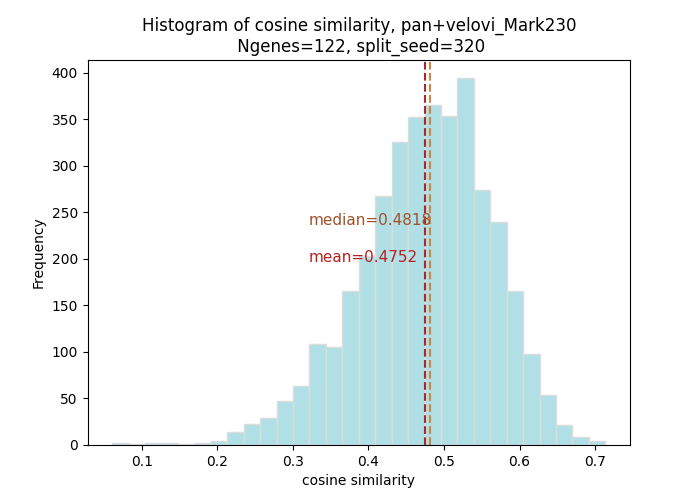 Histogram of cosine similarity, pan+velovi_Mark230
Ngenes=122, split_seed=320
400
350
300
250
200
150
100
50
0
Frequency
median=0.4818
mean=0.4752
0.1 0.2 0.3 0.4 0.5 0.6 0.7
cosine similarity